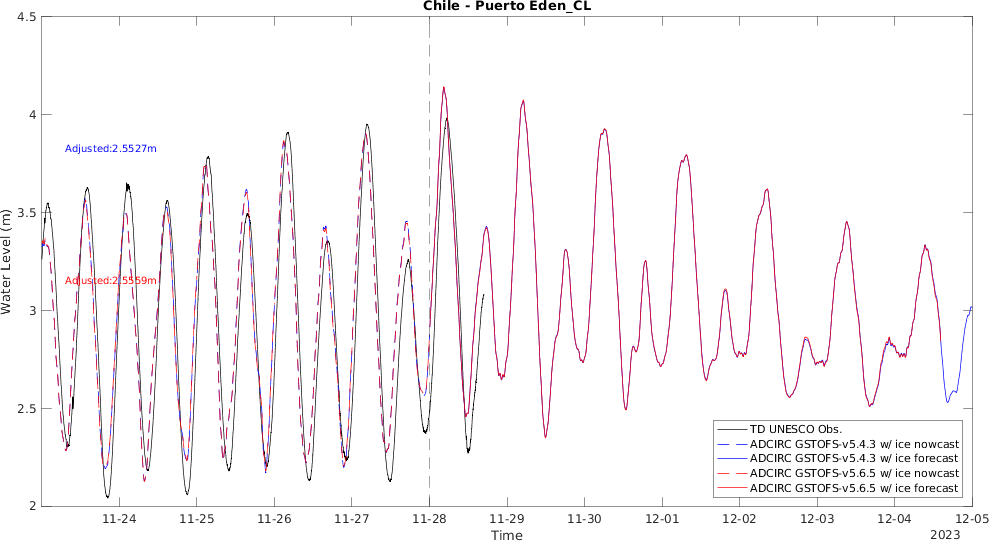 Chile - Puerto Eden_CL
4.5
4
3.5
3
2.5
2
Water Level (m)
Adjusted:2.5527m
Adjusted:2.5559m
TD UNESCO Obs.
ADCIRC GSTOFS-v5.4.3 w/ ice nowcast
ADCIRC GSTOFS-v5.4.3 w/ ice forecast
ADCIRC GSTOFS-v5.6.5 w/ ice nowcast
ADCIRC GSTOFS-v5.6.5 w/ ice forecast
11-24 11-25 11-26 11-27 11-28 11-29 11-30 12-01 12-02 12-03 12-04 12-05
Time
2023